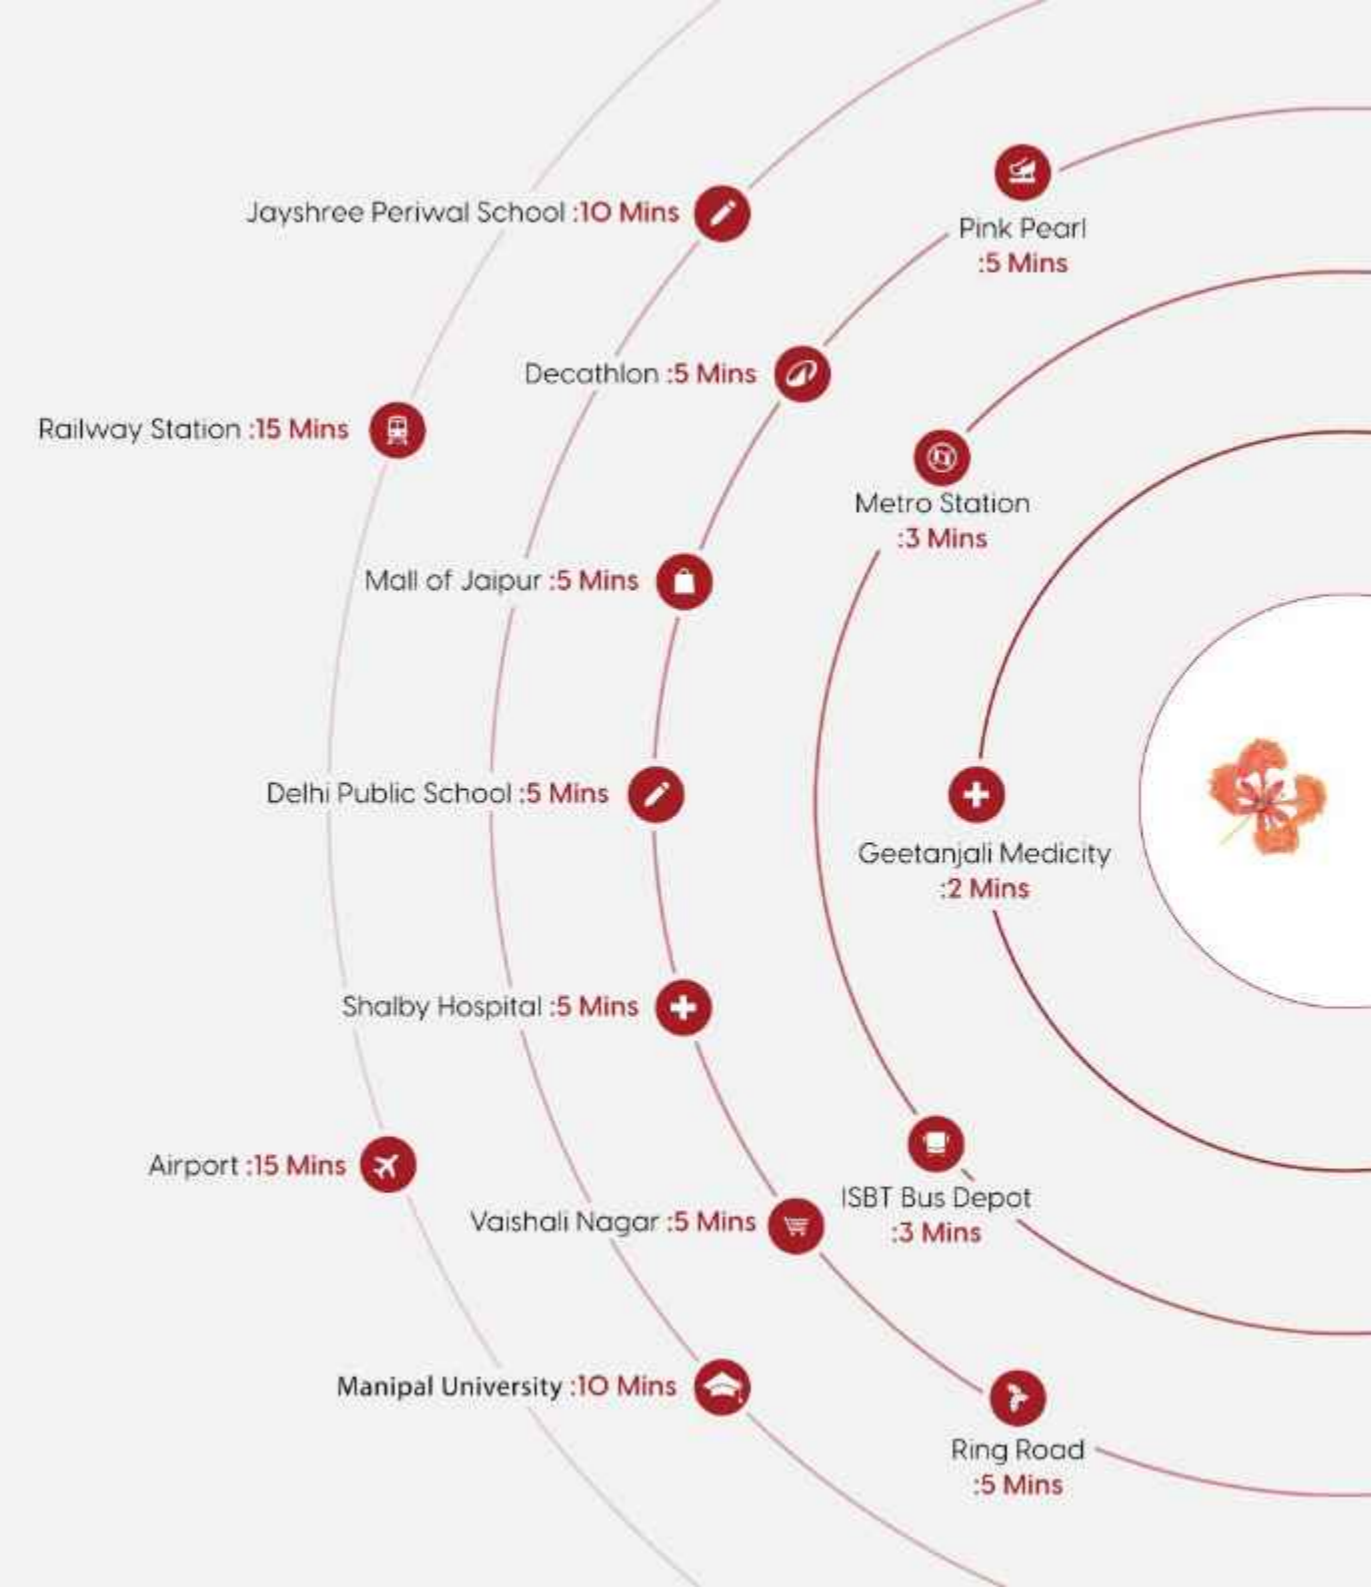 Jayshree Periwal School :10 Mins
Pink Pearl
:5 Mins
Decathlon :5 Mins
Railway Station :15 Mins
Metro Station
:3 Mins
Mall of Jaipur :5 Mins
Delhi Public School :5 Mins
Geetanjali Medicity
:2 Mins
Shalby Hospital :5 Mins
Airport :15 Mins
ISBT Bus Depot
:3 Mins
Vaishali Nagar :5 Mins
Manipal University :10 Mins
Ring Road
:5 Mins